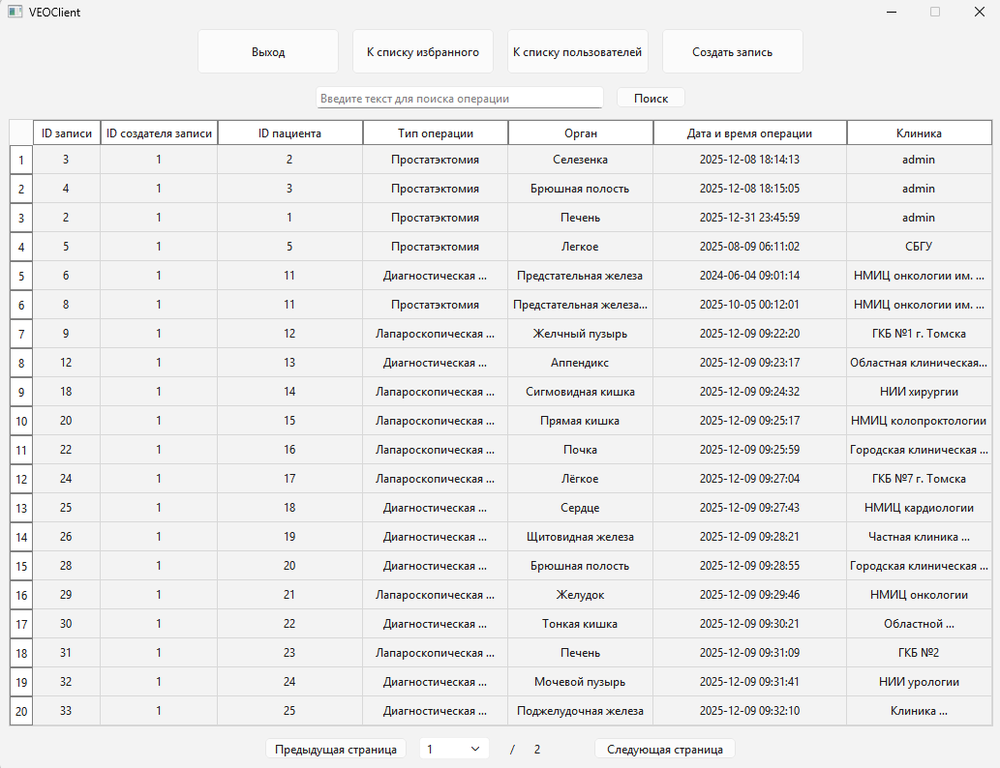 VEOClient
Выход К списку избранного К списку пользователей Создать запись
Введите текст для поиска операции Поиск
ID записи ID создателя записи ID пациента Тип операции Орган Дата и время операции Клиника
1 3 1 2 Простатэктомия Селезенка 2025-12-08 18:14:13 admin
2 4 1 3 Простатэктомия Брюшная полость 2025-12-08 18:15:05 admin
3 2 1 1 Простатэктомия Печень 2025-12-31 23:45:59 admin
4 5 1 5 Простатэктомия Легкое 2025-08-09 06:11:02 СБГУ
5 6 1 11 Диагностическая ... Предстательная железа 2024-06-04 09:01:14 НМИЦ онкологии им. ...
6 8 1 11 Простатэктомия Предстательная железа... 2025-10-05 00:12:01 НМИЦ онкологии им. ...
7 9 1 12 Лапароскопическая ... Желчный пузырь 2025-12-09 09:22:20 ГКБ №1 г. Томска
8 12 1 13 Диагностическая ... Аппендикс 2025-12-09 09:23:17 Областная клиническая...
9 18 1 14 Лапароскопическая ... Сигмовидная кишка 2025-12-09 09:24:32 НИИ хирургии
10 20 1 15 Лапароскопическая ... Прямая кишка 2025-12-09 09:25:17 НМИЦ колопроктологии
11 22 1 16 Лапароскопическая ... Почка 2025-12-09 09:25:59 Городская клиническая ...
12 24 1 17 Лапароскопическая ... Лёгкое 2025-12-09 09:27:04 ГКБ №7 г. Томска
13 25 1 18 Диагностическая ... Сердце 2025-12-09 09:27:43 НМИЦ кардиологии
14 26 1 19 Диагностическая ... Щитовидная железа 2025-12-09 09:28:21 Частная клиника ...
15 28 1 20 Диагностическая ... Брюшная полость 2025-12-09 09:28:55 Городская клиническая ...
16 29 1 21 Лапароскопическая ... Желудок 2025-12-09 09:29:46 НМИЦ онкологии
17 30 1 22 Диагностическая ... Тонкая кишка 2025-12-09 09:30:21 Областной ...
18 31 1 23 Лапароскопическая ... Печень 2025-12-09 09:31:09 ГКБ №2
19 32 1 24 Диагностическая ... Мочевой пузырь 2025-12-09 09:31:41 НИИ урологии
20 33 1 25 Диагностическая ... Поджелудочная железа 2025-12-09 09:32:10 Клиника ...
Предыдущая страница 1 / 2 Следующая страница